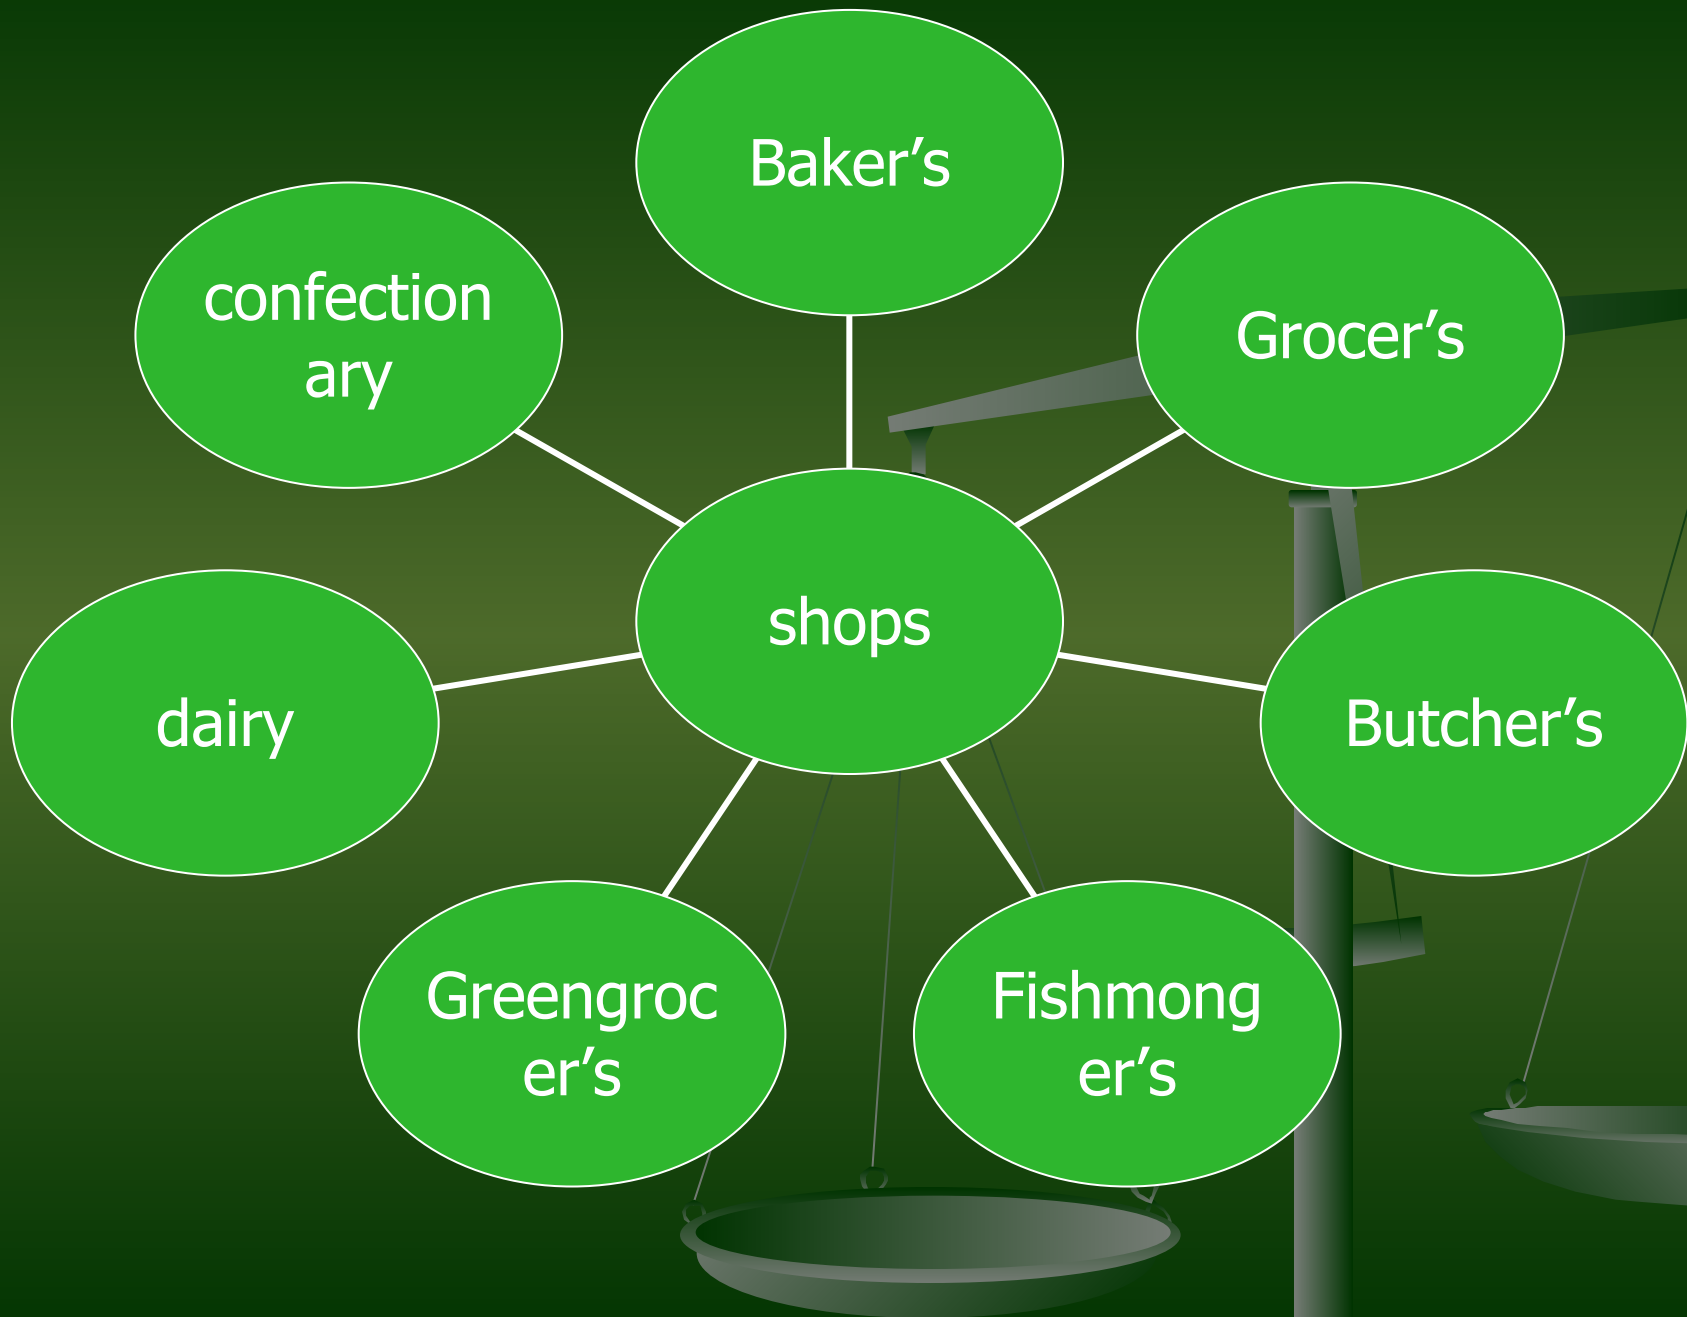 Baker’s
confection
ary
Grocer’s
shops
dairy
Butcher’s
Greengroc
er’s
Fishmong
er’s